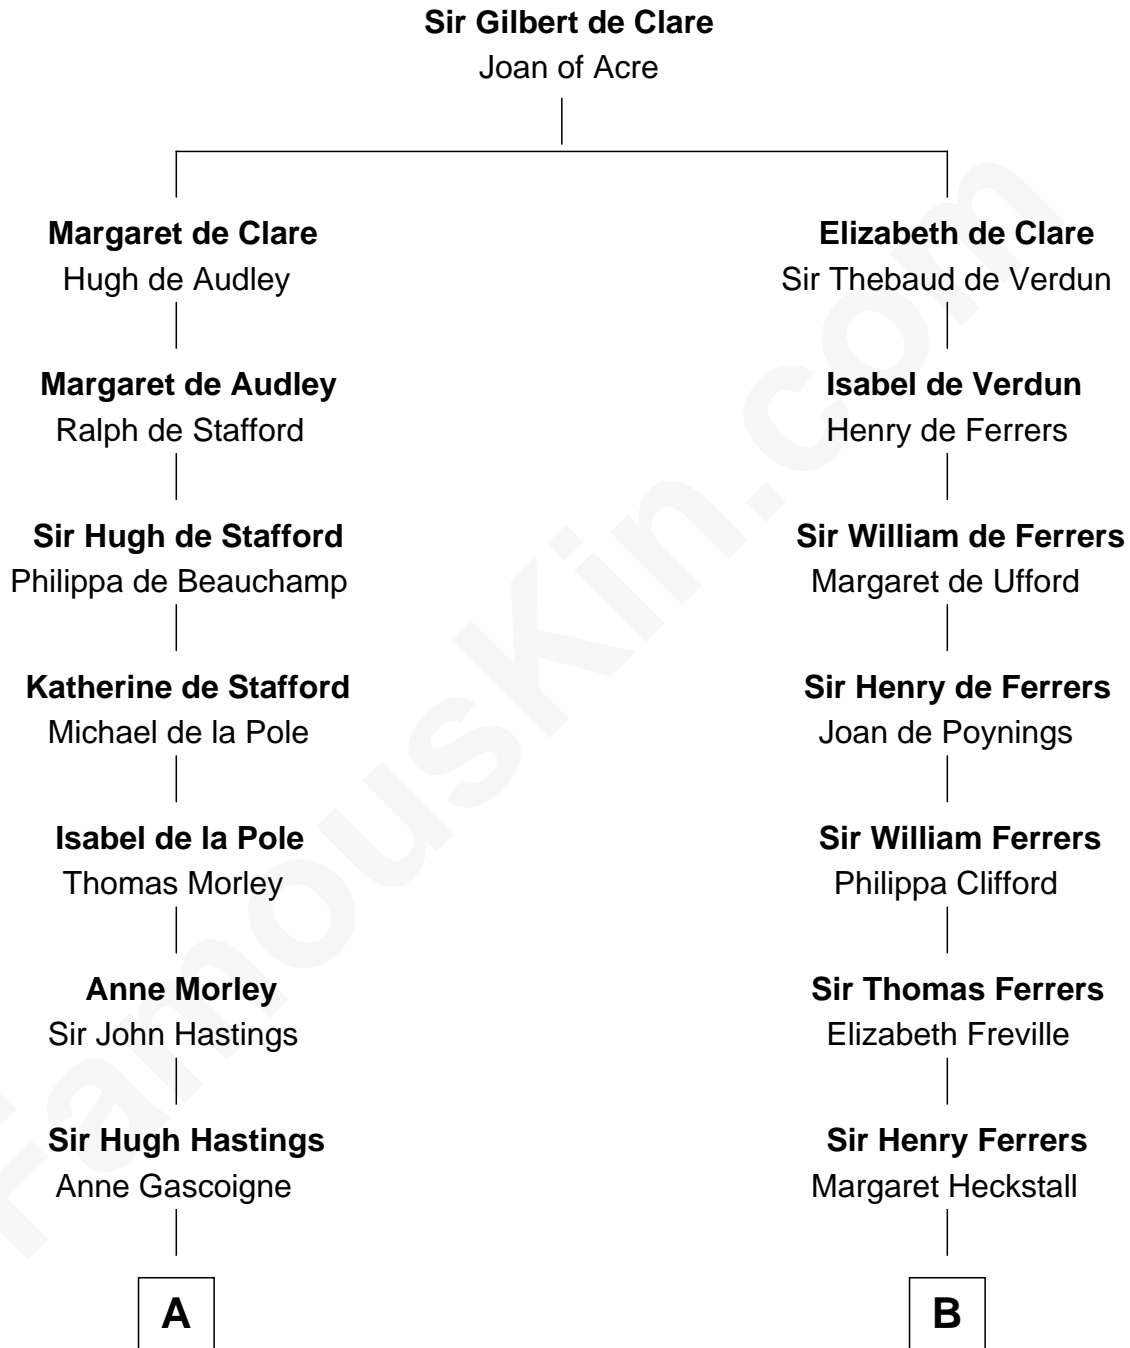 Sir Gilbert de Clare
Joan of Acre
Margaret de Clare
Hugh de Audley
Margaret de Audley
Ralph de Stafford
Sir Hugh de Stafford
Philippa de Beauchamp
Katherine de Stafford
Michael de la Pole
Isabel de la Pole
Thomas Morley
Anne Morley
Sir John Hastings
Sir Hugh Hastings
Anne Gascoigne
A
Elizabeth de Clare
Sir Thebaud de Verdun
Isabel de Verdun
Henry de Ferrers
Sir William de Ferrers
Margaret de Ufford
Sir Henry de Ferrers
Joan de Poynings
Sir William Ferrers
Philippa Clifford
Sir Thomas Ferrers
Elizabeth Freville
Sir Henry Ferrers
Margaret Heckstall
B
FamousKin.com